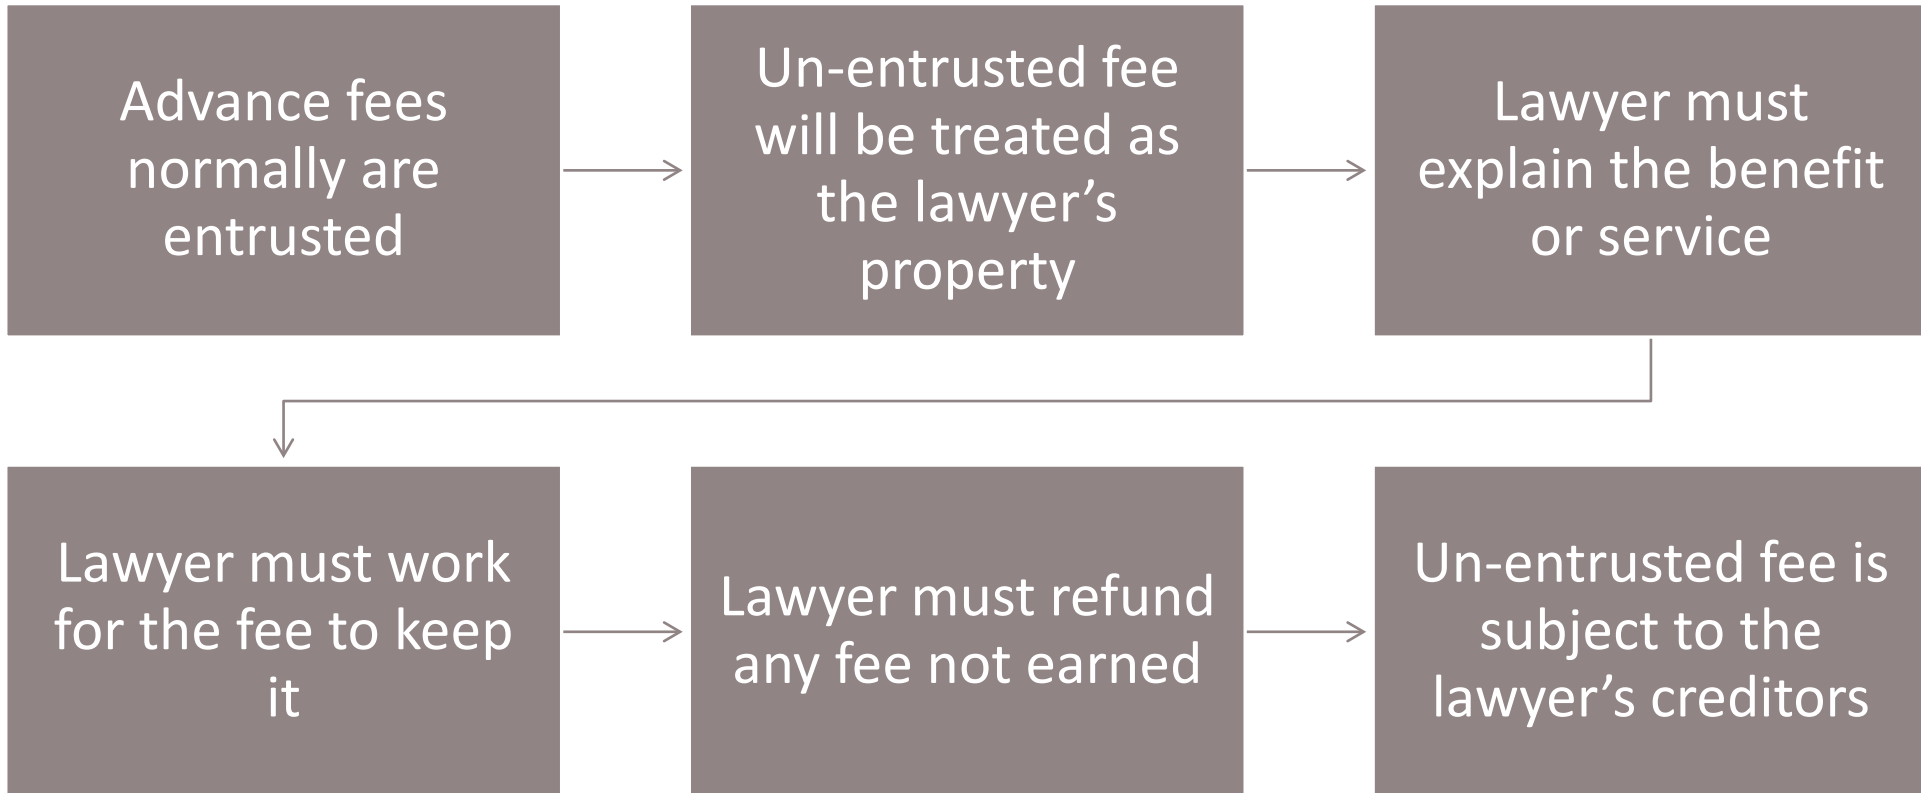 Advance fees
normally are
entrusted
Un-entrusted fee
will be treated as
the lawyer’s
property
Lawyer must
explain the benefit
or service
Lawyer must work
for the fee to keep
it
Lawyer must refund
any fee not earned
Un-entrusted fee is
subject to the
lawyer’s creditors